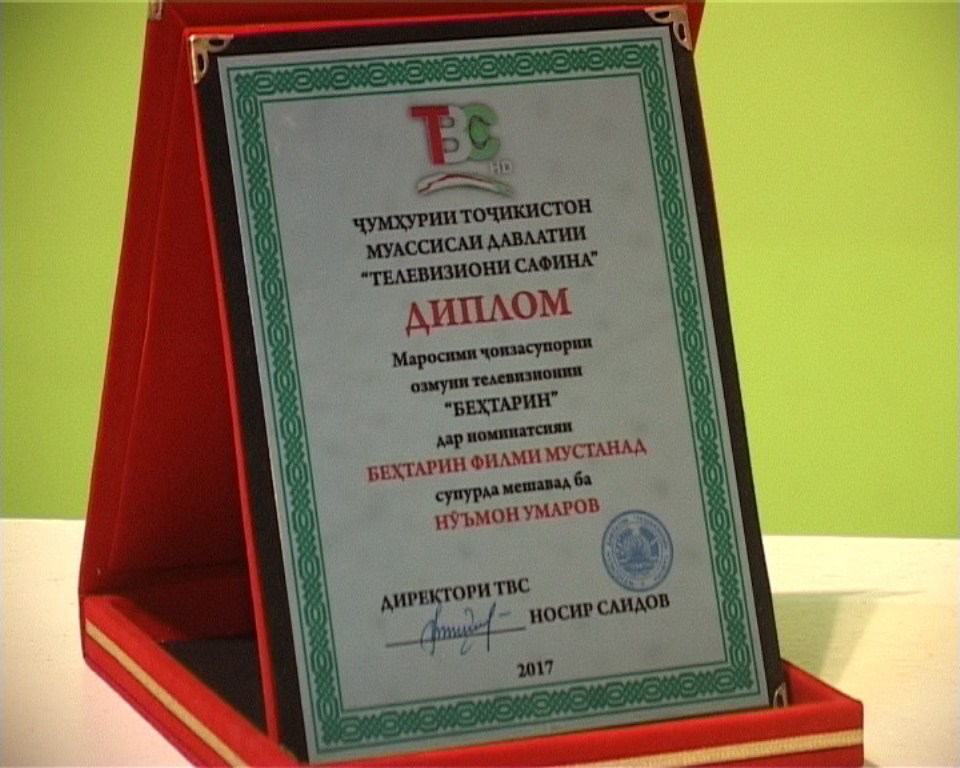 ТВС
HD
ҶУМҲУРИИ ТОҶИКИСТОН
МУАССИСАИ ДАВЛАТИИ
“ТЕЛЕВИЗИОНИ САФИНА”
ДИПЛОМ
Маросими ҷоизасупории
озмуни телевизионии
“БЕҲТАРИН”
дар номинатсияи
БЕҲТАРИН ФИЛМИ МУСТАНАД
супурда мешавад ба
НӮЪМОН УМАРОВ
ДИРЕКТОРИ ТВС
НОСИР САИДОВ
2017